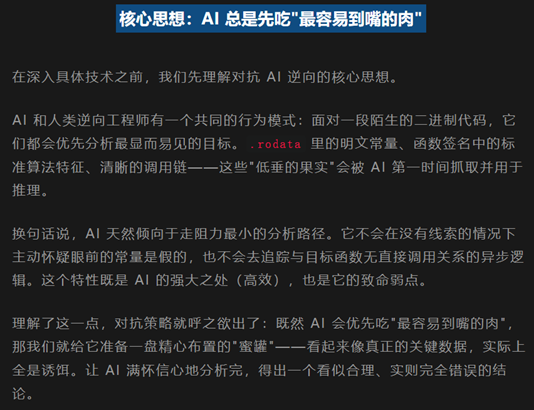 核心思想：AI 总是先吃"最容易到嘴的肉"
在深入具体技术之前，我们先理解对抗 AI 逆向的核心思想。
AI 和人类逆向工程师有一个共同的行为模式：面对一段陌生的二进制代码，它
们都会优先分析最显而易见的目标。.rodata 里的明文常量、函数签名中的标
准算法特征、清晰的调用链——这些"低垂的果实"会被 AI 第一时间抓取并用于
推理。
换句话说，AI 天然倾向于走阻力最小的分析路径。它不会在没有线索的情况下
主动怀疑眼前的常量是假的，也不会去追踪与目标函数无直接调用关系的异步逻
辑。这个特性既是 AI 的强大之处（高效），也是它的致命弱点。
理解了这一点，对抗策略就呼之欲出了：既然 AI 会优先吃"最容易到嘴的肉"，
那我们就给它准备一盘精心布置的"蜜罐"——看起来像真正的关键数据，实际上
全是诱饵。让 AI 满怀信心地分析完，得出一个看似合理、实则完全错误的结
论。